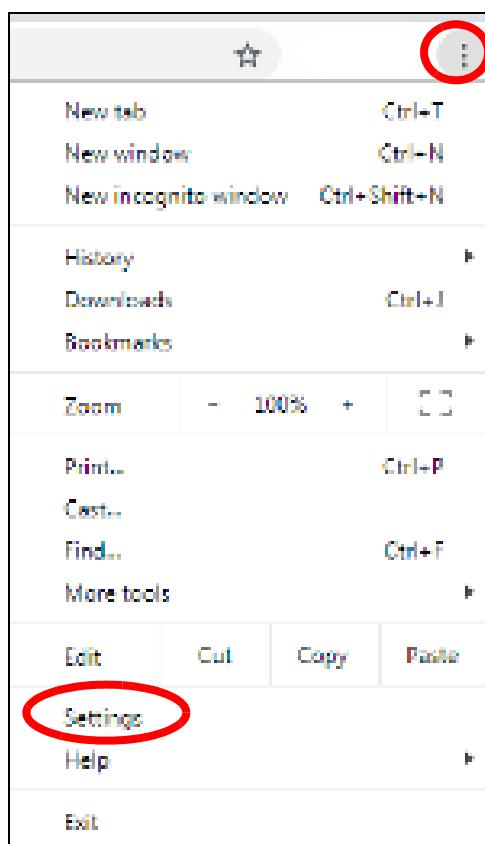 New tab Ctrl+T
New window Ctrl+N
New incognito window Ctrl+Shift+N
History
Downloads Ctrl+J
Bookmarks
Zoom - 100% +
Print... Ctrl+P
Cast...
Find... Ctrl+F
More tools
Edit Cut Copy Paste
Settings
Help
Exit